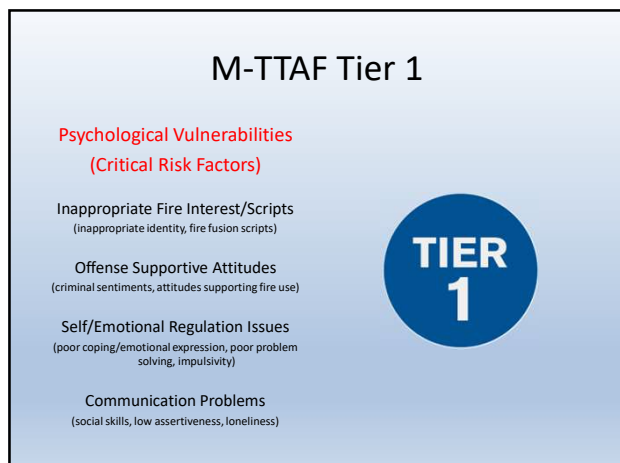 M-TTAF Tier 1
Psychological Vulnerabilities
(Critical Risk Factors)
Inappropriate Fire Interest/Scripts
(inappropriate identity, fire fusion scripts)
Offense Supportive Attitudes
(criminal sentiments, attitudes supporting fire use)
Self/Emotional Regulation Issues
(poor coping/emotional expression, poor problem
solving, impulsivity)
Communication Problems
(social skills, low assertiveness, loneliness)
TIER
1